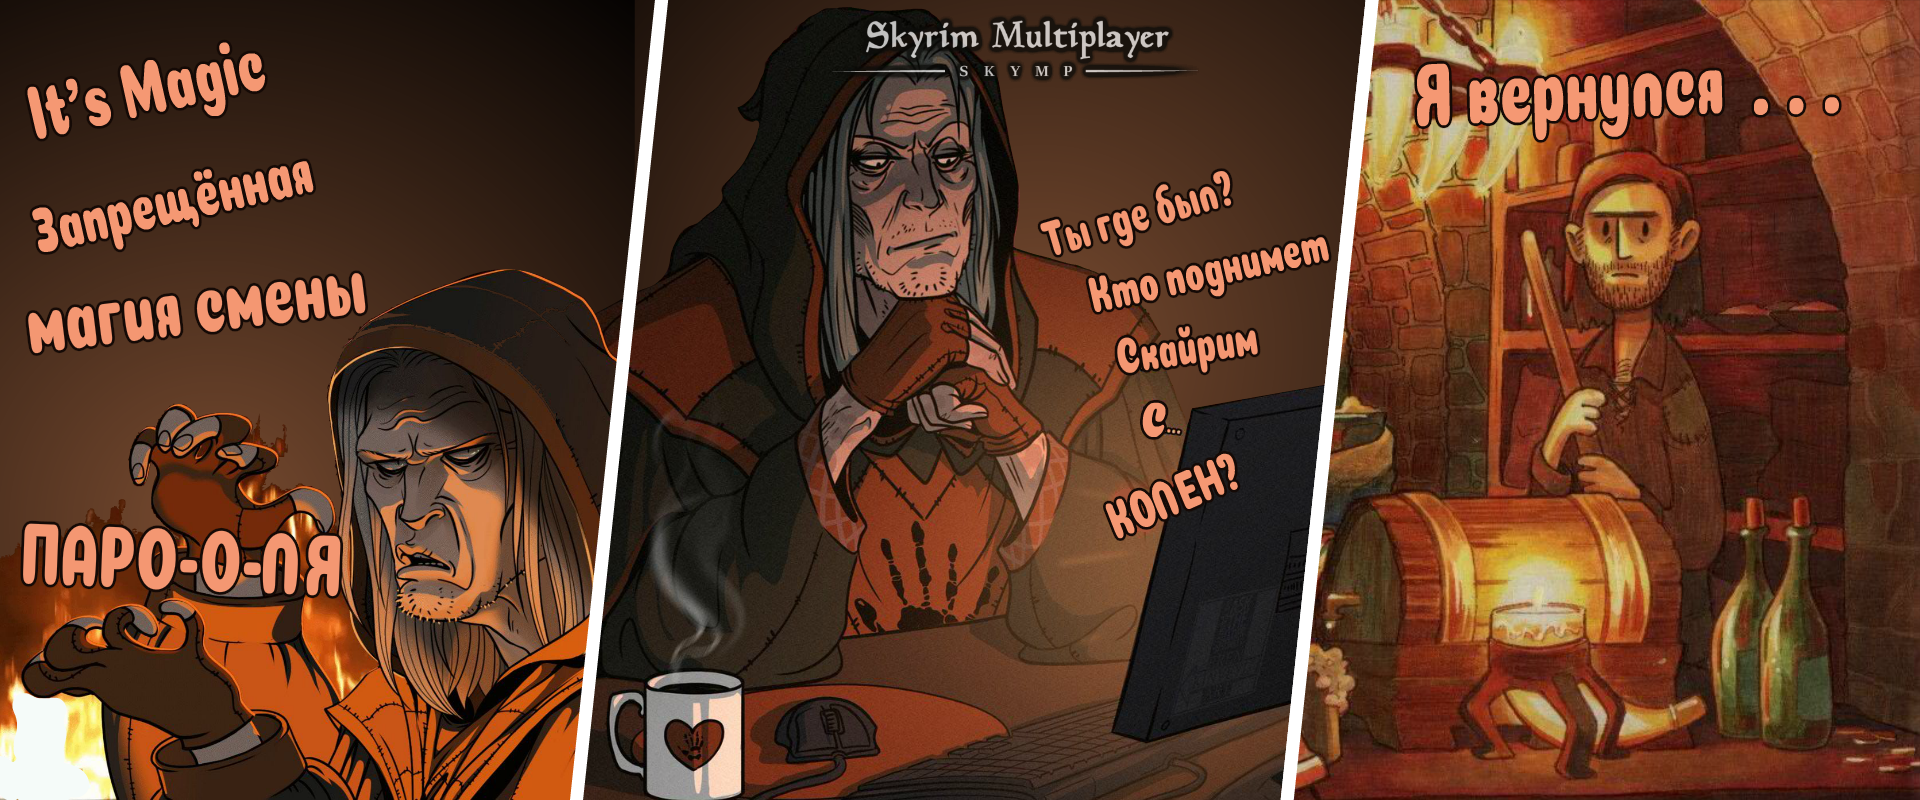 It's Magic
Запрещённая
магия смены
ПАРО-О-ЛЯ
Skyrim Multiplayer
SKYMP
Ты где был?
Кто поднимет
Скайрим
С...
КОЛЕН?
Я вернулся ...